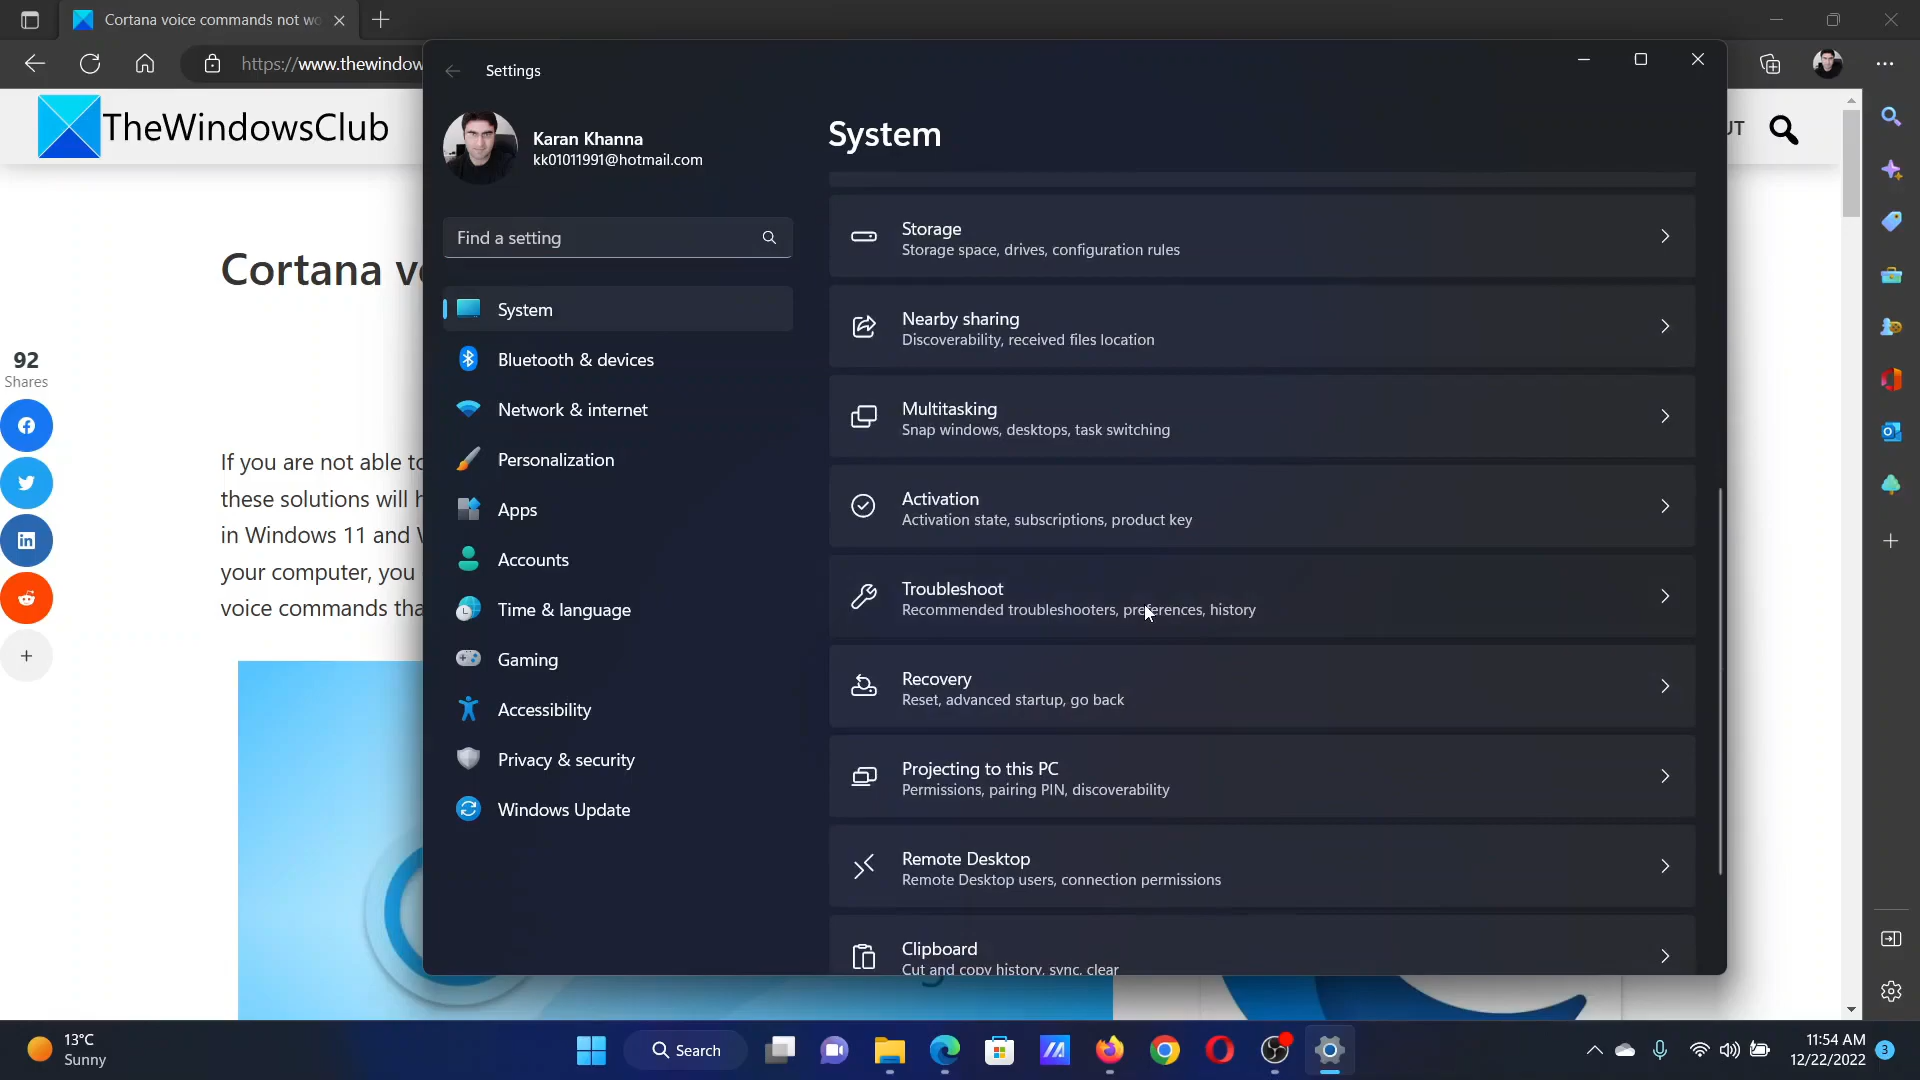 Cortana voice commands not wo
https://www.thewindow
Settings
TheWindowsClub
UT
Karan Khanna
kk01011991@hotmail.com
Find a setting
System
Bluetooth & devices
Network & internet
Personalization
Apps
Accounts
Time & language
Gaming
Accessibility
Privacy & security
Windows Update
System
Storage
Storage space, drives, configuration rules
Nearby sharing
Discoverability, received files location
Multitasking
Snap windows, desktops, task switching
Activation
Activation state, subscriptions, product key
Troubleshoot
Recommended troubleshooters, preferences, history
Recovery
Reset, advanced startup, go back
Projecting to this PC
Permissions, pairing PIN, discoverability
Remote Desktop
Remote Desktop users, connection permissions
Clipboard
Cut and copy history, sync, clear
Cortana v
92
Shares
If you are not able to
these solutions will h
in Windows 11 and W
your computer, you
voice commands tha
13°C
Sunny
Search
11:54 AM
12/22/2022
3